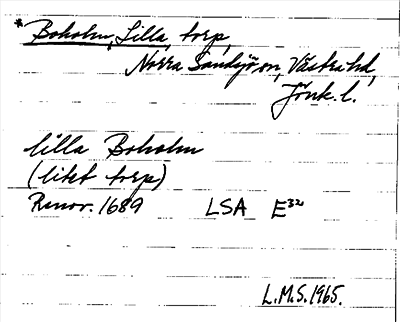 * Boholm, Lilla, torp,
Norra Sandsjö sn, Västra hd,
Jönk. l.
lilla Boholm
(litet torp)
Renov. 1689 LSA E³²
L.M.S. 1965.